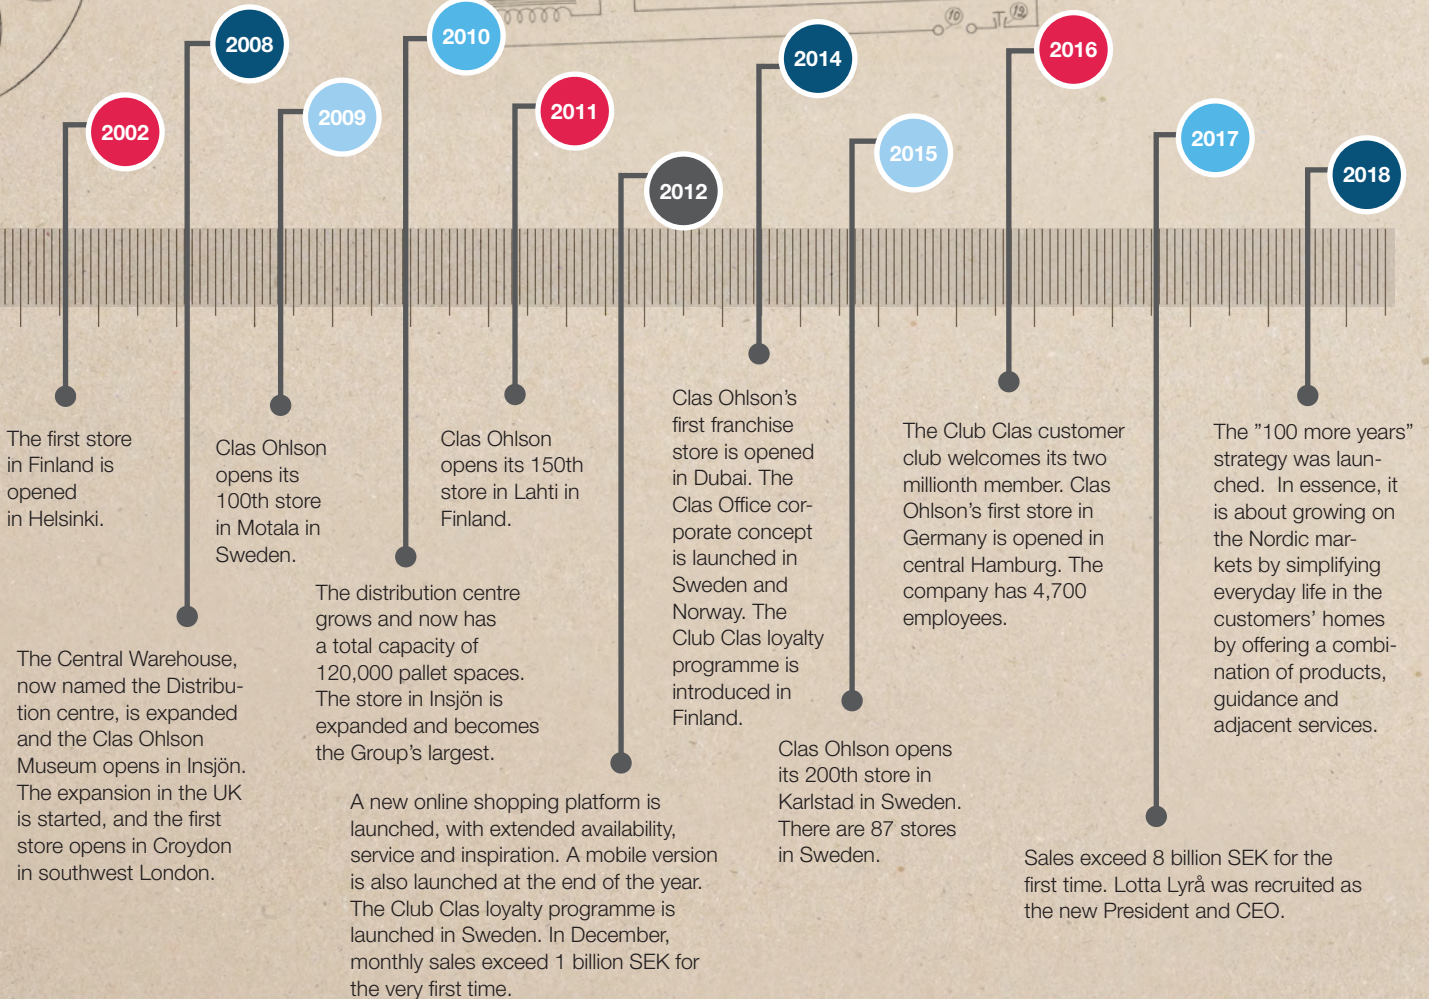 2002
The first store
in Finland is
opened
in Helsinki.
2008
The Central Warehouse,
now named the Distribu-
tion centre, is expanded
and the Clas Ohlson
Museum opens in Insjön.
The expansion in the UK
is started, and the first
store opens in Croydon
in southwest London.
2009
Clas Ohlson
opens its
100th store
in Motala in
Sweden.
2010
The distribution centre
grows and now has
a total capacity of
120,000 pallet spaces.
The store in Insjön is
expanded and becomes
the Group's largest.
2011
Clas Ohlson
opens its 150th
store in Lahti in
Finland.
2012
A new online shopping platform is
launched, with extended availability,
service and inspiration. A mobile version
is also launched at the end of the year.
The Club Clas loyalty programme is
launched in Sweden. In December,
monthly sales exceed 1 billion SEK for
the very first time.
2014
Clas Ohlson's
first franchise
store is opened
in Dubai. The
Clas Office cor-
porate concept
is launched in
Sweden and
Norway. The
Club Clas loyalty
programme is
introduced in
Finland.
2015
Clas Ohlson opens
its 200th store in
Karlstad in Sweden.
There are 87 stores
in Sweden.
2016
The Club Clas customer
club welcomes its two
millionth member. Clas
Ohlson's first store in
Germany is opened in
central Hamburg. The
company has 4,700
employees.
2017
Sales exceed 8 billion SEK for the
first time. Lotta Lyrå was recruited as
the new President and CEO.
2018
The ”100 more years”
strategy was laun-
ched.  In essence, it
is about growing on
the Nordic mar-
kets by simplifying
everyday life in the
customers' homes
by offering a combi-
nation of products,
guidance and
adjacent services.
10
12